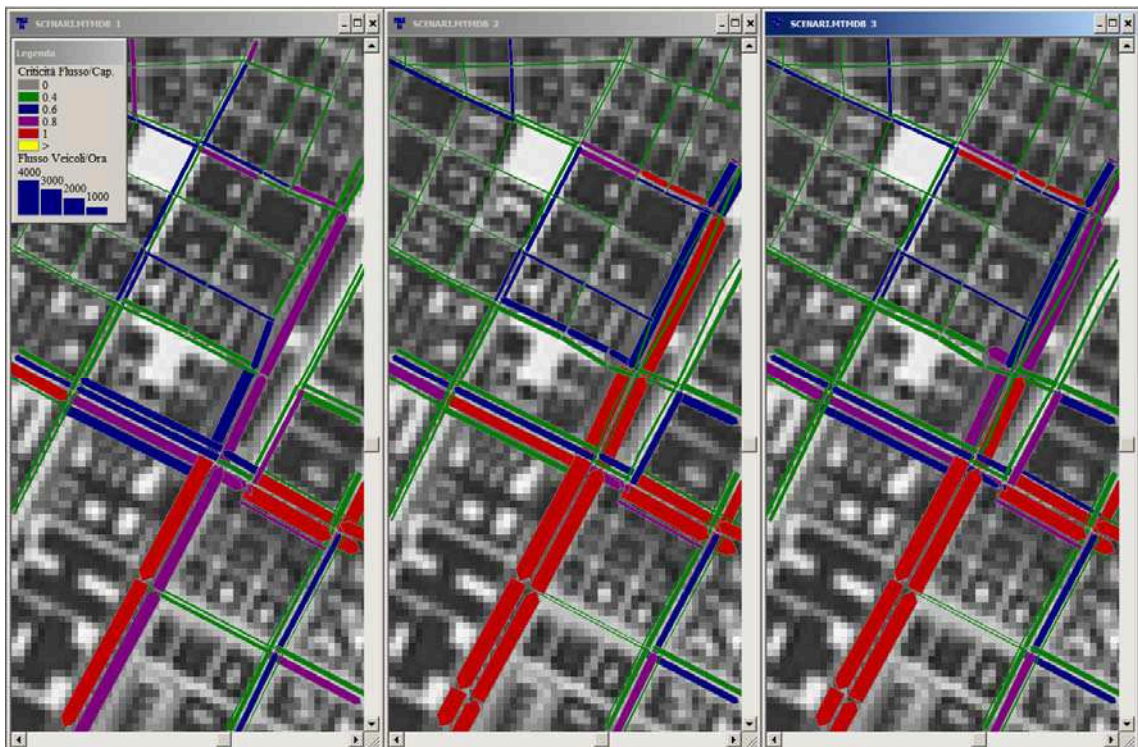 SCENARI.MTMDB 1
SCENARI.MTMDB 2
SCENARI.MTMDB 3
Legenda
Criticità Flusso/Cap.
0
0.4
0.6
0.8
1
>
Flusso Veicoli/Ora
4000
3000
2000
1000